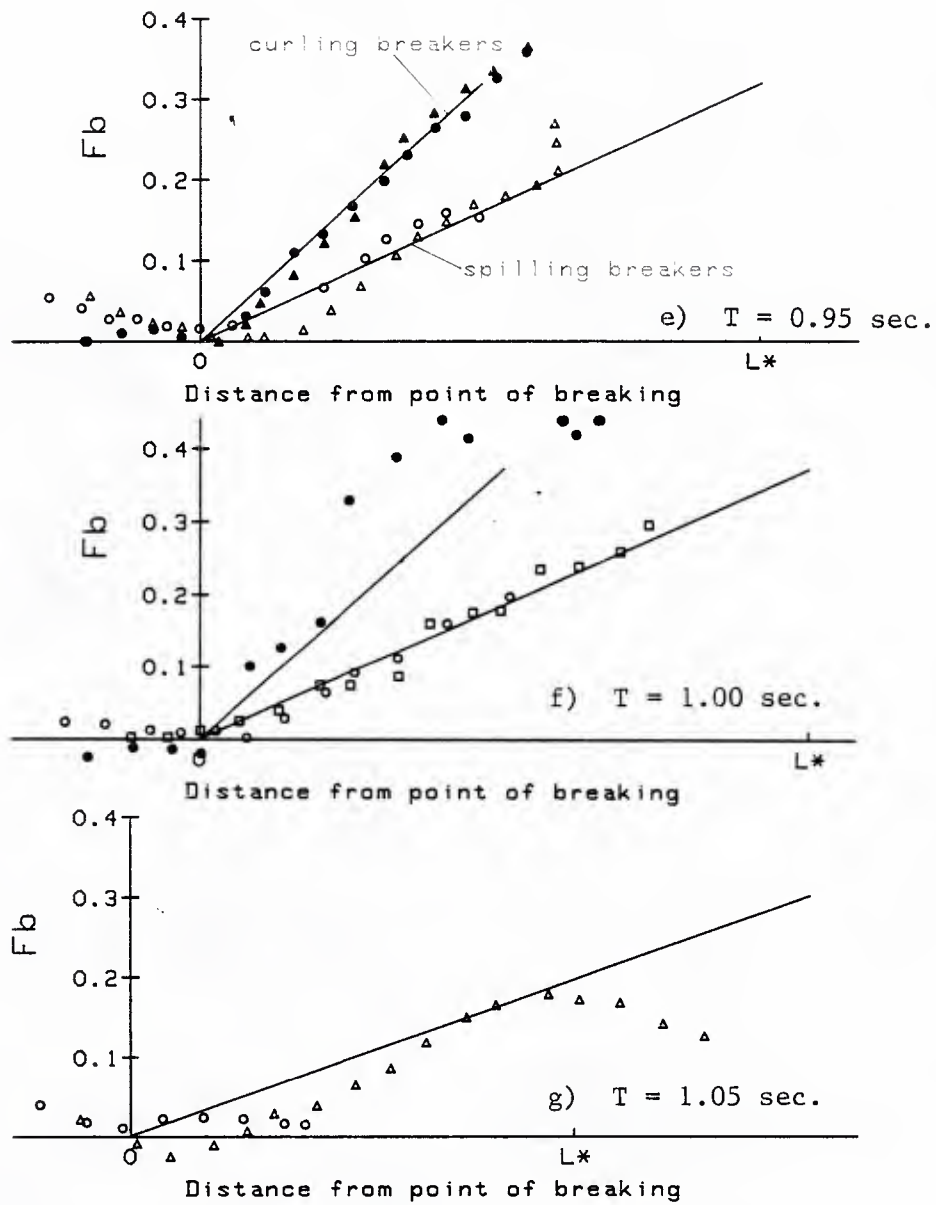 0.4
curling breakers
0.3
Fb
0.2
0.1
spilling breakers
e) T = 0.95 sec.
0 L*
Distance from point of breaking
0.4
0.3
Fb
0.2
0.1
f) T = 1.00 sec.
0 L*
Distance from point of breaking
0.4
0.3
Fb
0.2
0.1
g) T = 1.05 sec.
0 L*
Distance from point of breaking